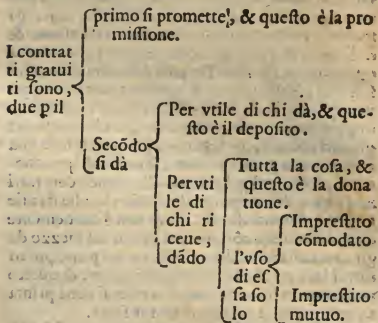 primo ſi promette, & queſto è la pro
miſſione.
I contrat
ti gratui
ti ſono,
due p il
Secōdo
ſi dà
Per vtile di chi dà, & que-
ſto è il depoſito.
Pervti
le di
chi ri
ceue,
dādo
Tutta la coſa, &
queſto è la dona
tione.
l'vſo
di eſ
ſa ſo
lo
Impreſtito
cōmodato
Impreſtito
mutuo.